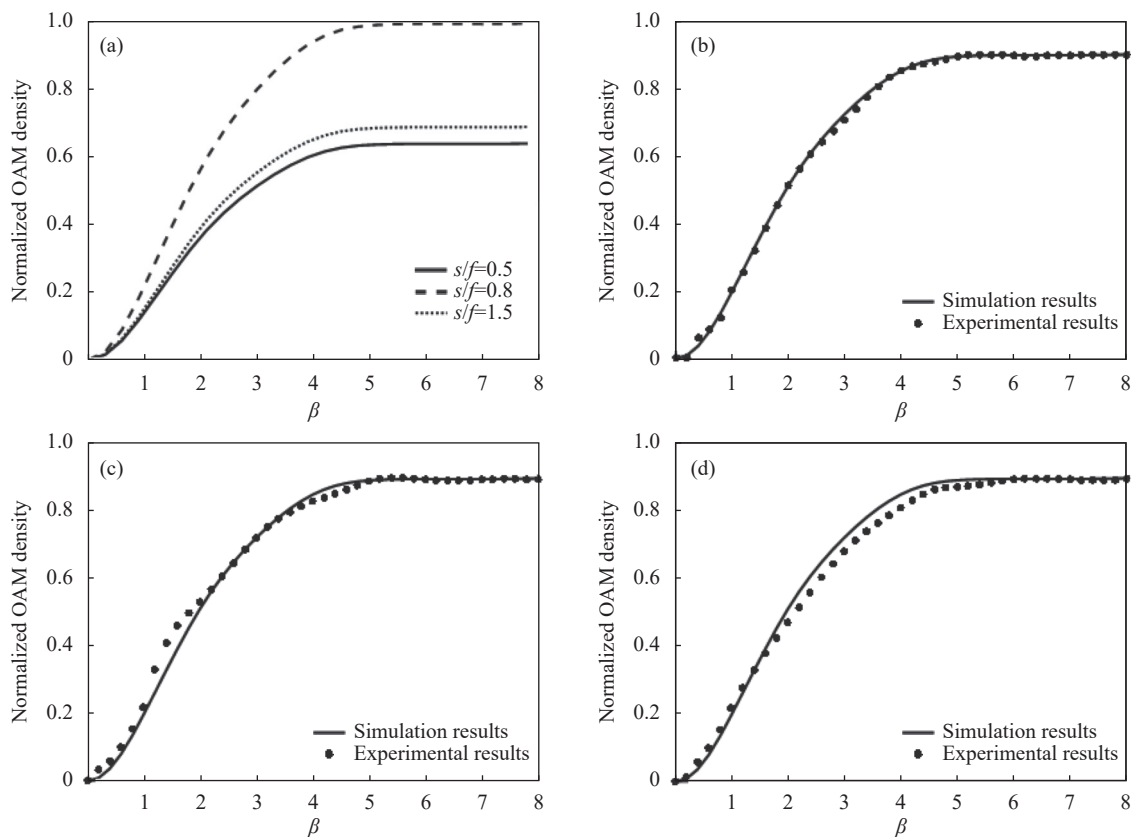 (a)
Normalized OAM density
1.0
0.8
0.6
0.4
0.2
0
1 2 3 4 5 6 7 8
β
s/f=0.5
s/f=0.8
s/f=1.5
(b)
Normalized OAM density
1.0
0.8
0.6
0.4
0.2
0
1 2 3 4 5 6 7 8
β
Simulation results
Experimental results
(c)
Normalized OAM density
1.0
0.8
0.6
0.4
0.2
0
1 2 3 4 5 6 7 8
β
Simulation results
Experimental results
(d)
Normalized OAM density
1.0
0.8
0.6
0.4
0.2
0
1 2 3 4 5 6 7 8
β
Simulation results
Experimental results